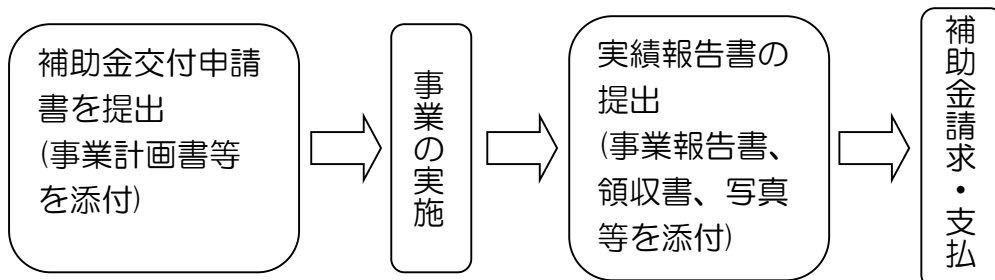 補助金交付申請
書を提出
(事業計画書等
を添付)
事業の実施
実績報告書の
提出
(事業報告書、
領収書、写真
等を添付)
補助金請求・支払